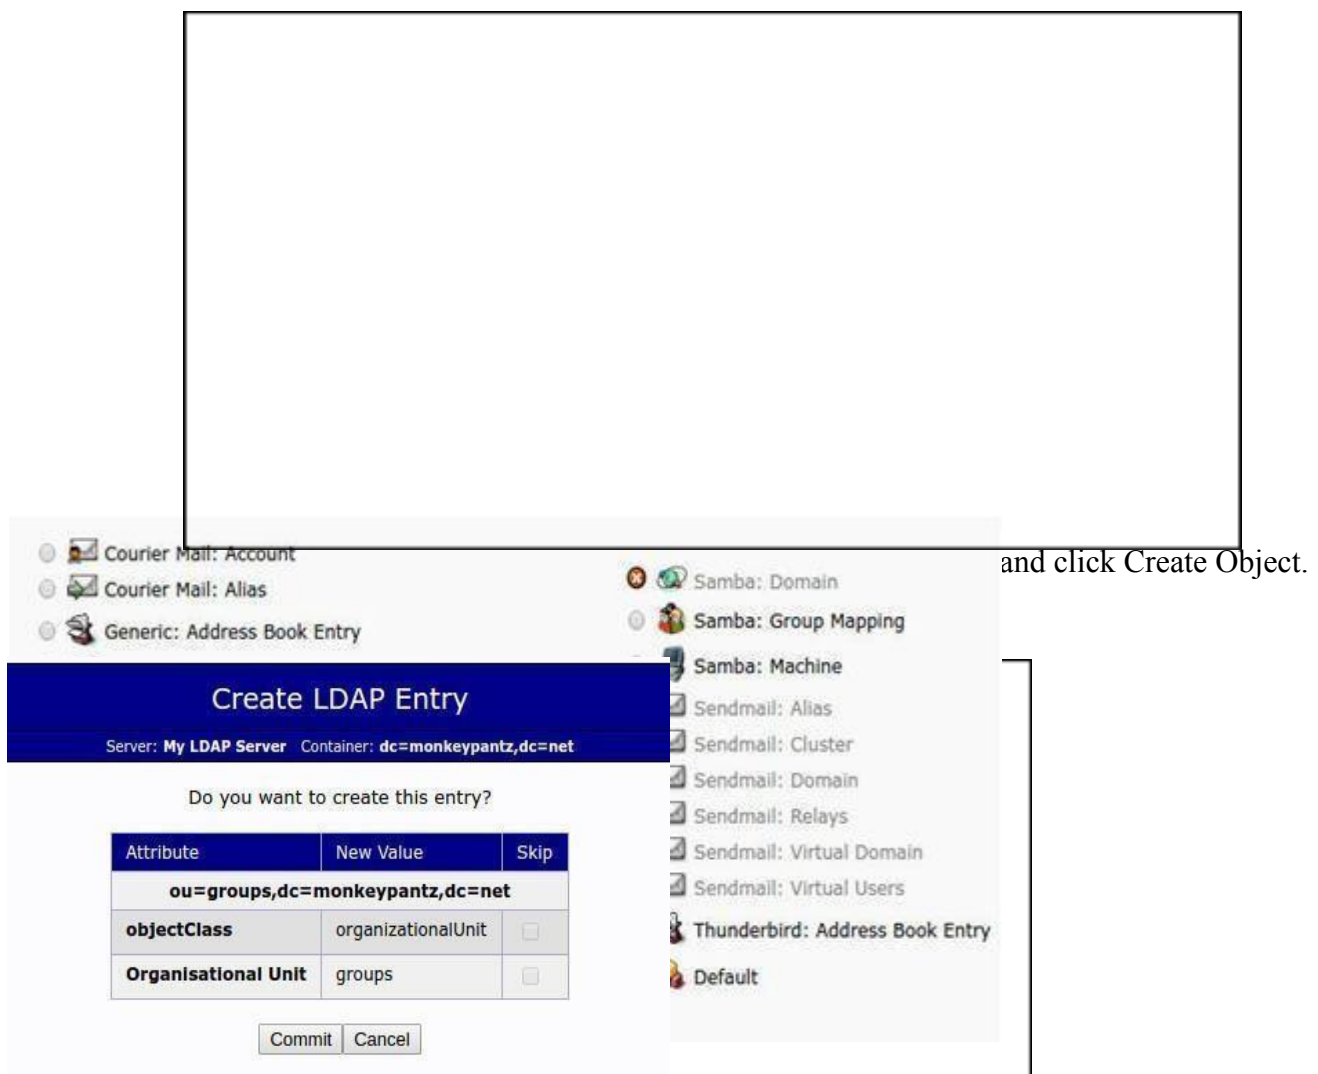 Courier Mail: Account
Courier Mail: Alias
Generic: Address Book Entry
and click Create Object.
Samba: Domain
Samba: Group Mapping
Samba: Machine
Sendmail: Alias
Sendmail: Cluster
Sendmail: Domain
Sendmail: Relays
Sendmail: Virtual Domain
Sendmail: Virtual Users
Thunderbird: Address Book Entry
Default
Create LDAP Entry
Server: My LDAP Server Container: dc=monkeypantz,dc=net
Do you want to create this entry?
Attribute New Value Skip
ou=groups,dc=monkeypantz,dc=net
objectClass organizationalUnit
Organisational Unit groups
Commit Cancel